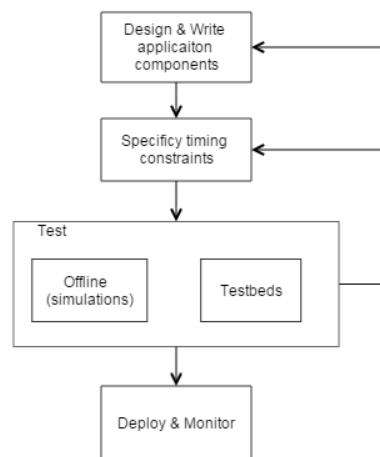 Design & Write
applicaiton
components
Specificy timing
constraints
Test
Offline
(simulations)
Testbeds
Deploy & Monitor